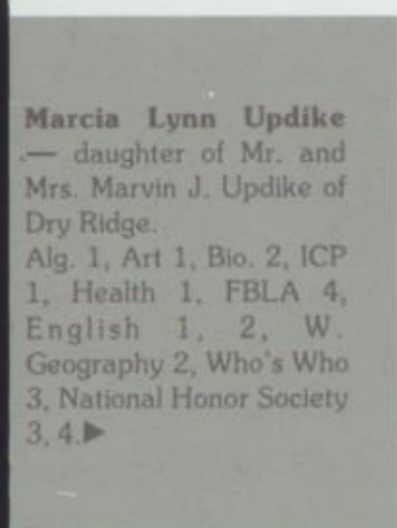 Marcia Lynn Updike
— daughter of Mr. and
Mrs. Marvin J. Updike of
Dry Ridge.
Alg. 1, Art 1, Bio. 2, ICP
1, Health 1, FBLA 4,
English 1, 2, W.
Geography 2, Who's Who
3, National Honor Society
3, 4.▶